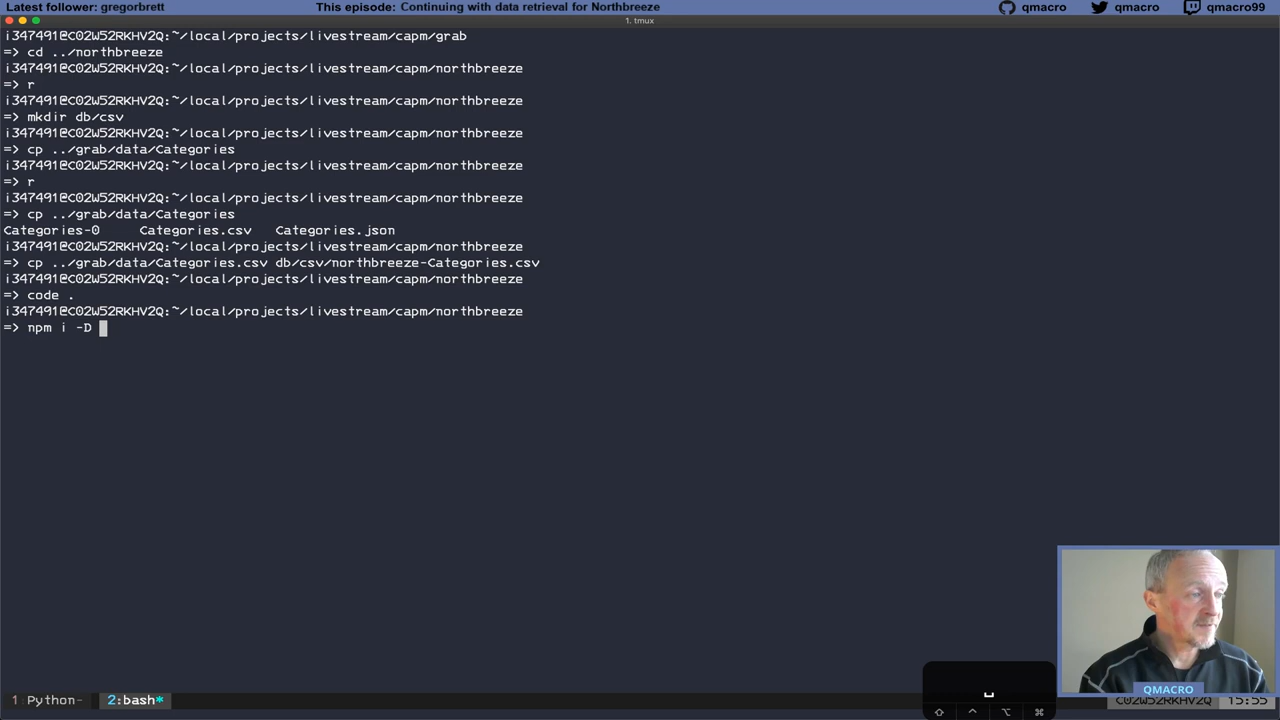 Latest follower: gregorbrett
This episode: Continuing with data retrieval for Northbreeze
qmacro
qmacro
qmacro99
1. tmux
i347491@C02W52RKHV2Q:~/local/projects/livestream/capm/grab
=> cd ../northbreeze
i347491@C02W52RKHV2Q:~/local/projects/livestream/capm/northbreeze
=> r
i347491@C02W52RKHV2Q:~/local/projects/livestream/capm/northbreeze
=> mkdir db/csv
i347491@C02W52RKHV2Q:~/local/projects/livestream/capm/northbreeze
=> cp ../grab/data/Categories
i347491@C02W52RKHV2Q:~/local/projects/livestream/capm/northbreeze
=> r
i347491@C02W52RKHV2Q:~/local/projects/livestream/capm/northbreeze
=> cp ../grab/data/Categories
Categories-0 Categories.csv Categories.json
i347491@C02W52RKHV2Q:~/local/projects/livestream/capm/northbreeze
=> cp ../grab/data/Categories.csv db/csv/northbreeze-Categories.csv
i347491@C02W52RKHV2Q:~/local/projects/livestream/capm/northbreeze
=> code .
i347491@C02W52RKHV2Q:~/local/projects/livestream/capm/northbreeze
=> npm i -D
QMACRO
1 Python- 2:bash* C02W52RKHV2Q 15:55